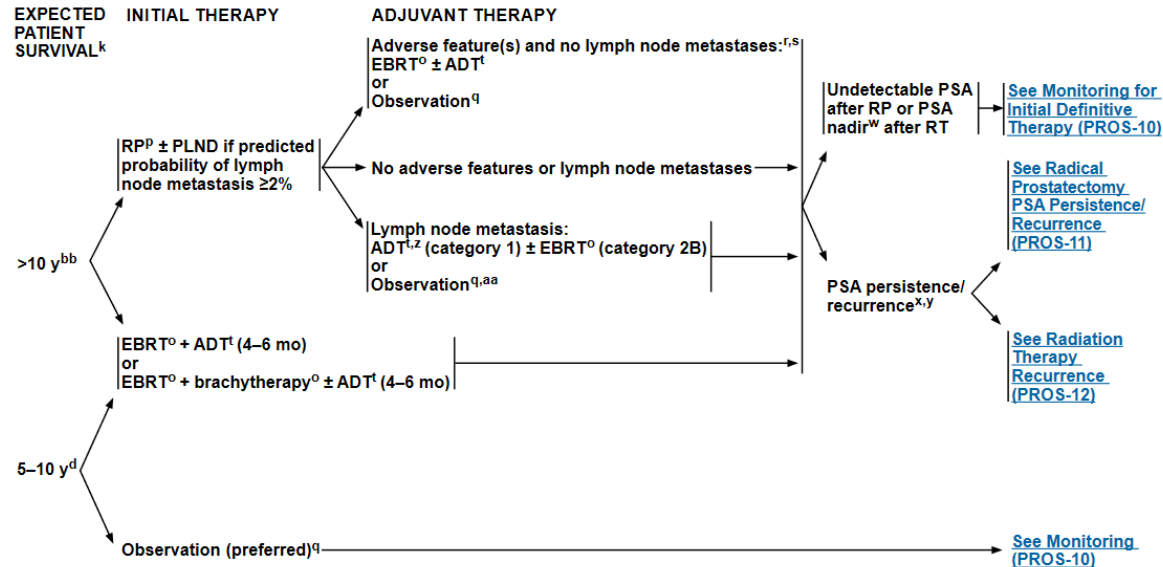 EXPECTED
PATIENT
SURVIVALᵏ
INITIAL THERAPY
ADJUVANT THERAPY
>10 yᵇᵇ
RPᵖ ± PLND if predicted
probability of lymph
node metastasis ≥2%
Adverse feature(s) and no lymph node metastases:ʳ,ˢ
EBRTᵒ ± ADTᵗ
or
Observation^q
No adverse features or lymph node metastases
Lymph node metastasis:
ADTᵗ,ᶻ (category 1) ± EBRTᵒ (category 2B)
or
Observation^q,aa
EBRTᵒ + ADTᵗ (4–6 mo)
or
EBRTᵒ + brachytherapyᵒ ± ADTᵗ (4–6 mo)
Undetectable PSA
after RP or PSA
nadirʷ after RT
See Monitoring for
Initial Definitive
Therapy (PROS-10)
PSA persistence/
recurrenceˣ,ʸ
See Radical
Prostatectomy
PSA Persistence/
Recurrence
(PROS-11)
See Radiation
Therapy
Recurrence
(PROS-12)
5–10 yᵈ
Observation (preferred)^q
See Monitoring
(PROS-10)